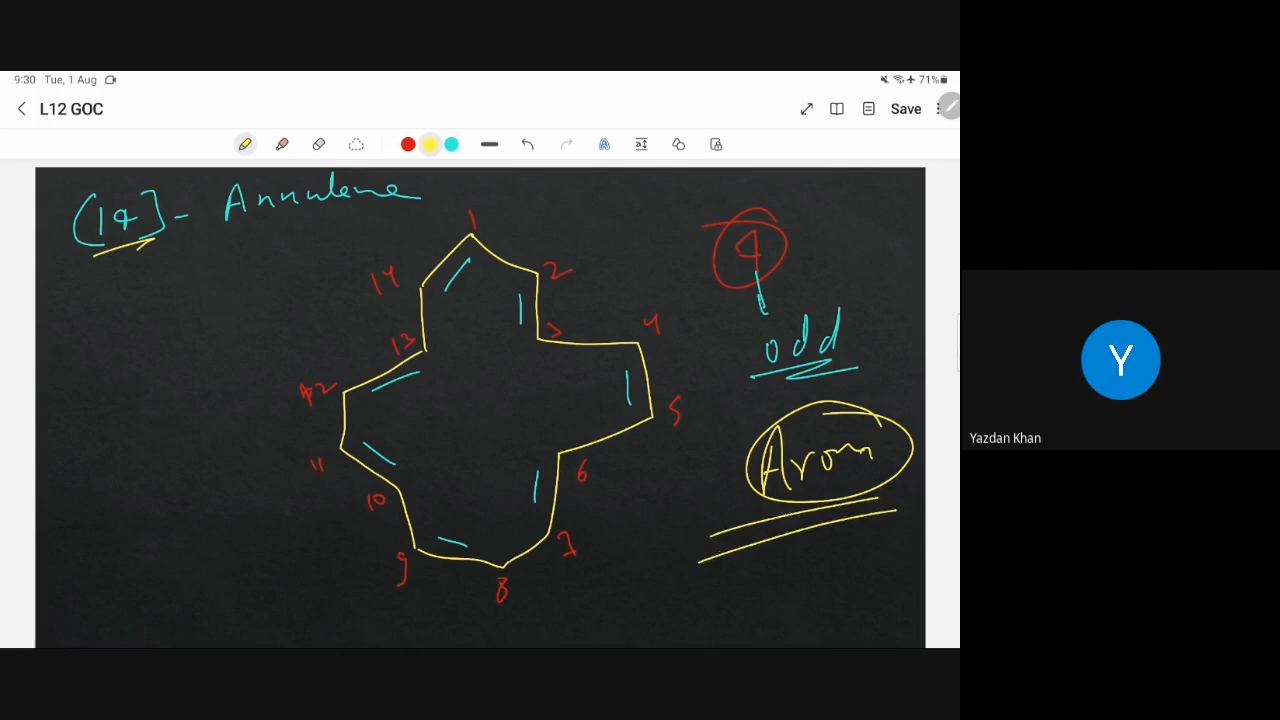 9:30 Tue, 1 Aug
71%
L12 GOC
Save
(14] - Annulene
1
2
3
4
5
6
7
8
9
10
11
12
13
14
odd
Arom
Y
Yazdan Khan